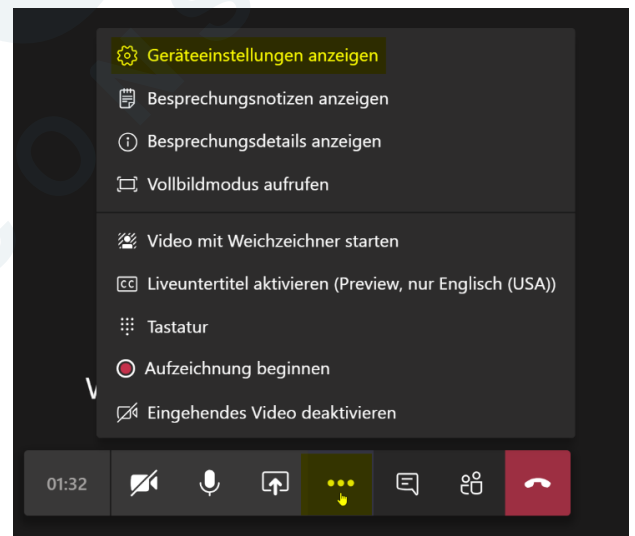 Geräteeinstellungen anzeigen
Besprechungsnotizen anzeigen
Besprechungsdetails anzeigen
Vollbildmodus aufrufen
Video mit Weichzeichner starten
CC Liveuntertitel aktivieren (Preview, nur Englisch (USA))
Tastatur
Aufzeichnung beginnen
Eingehendes Video deaktivieren
01:32